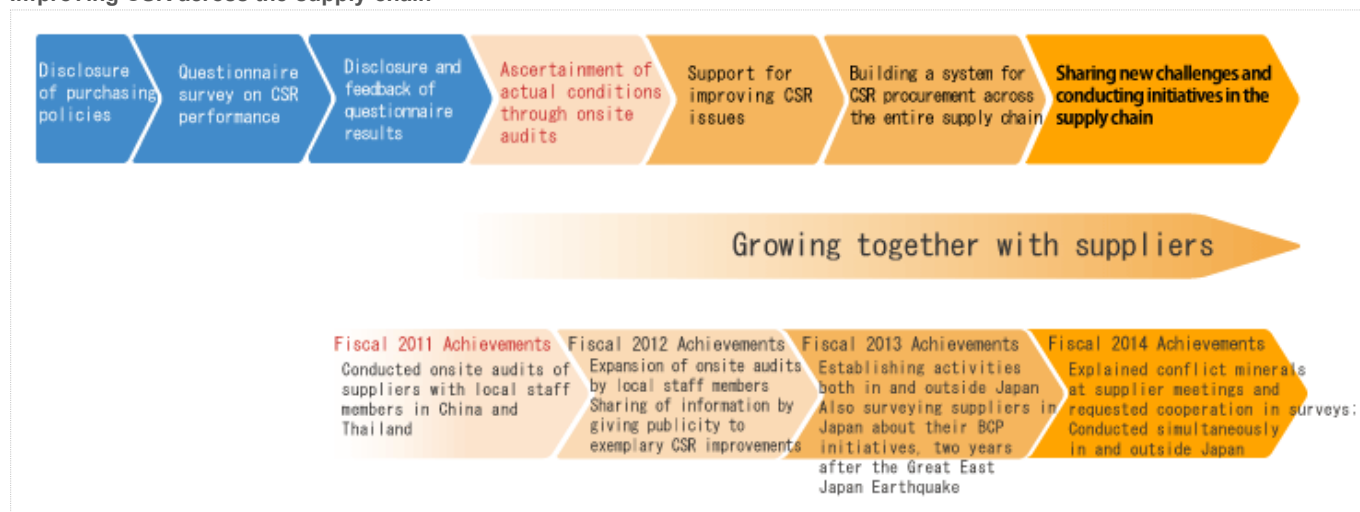 Improving CSR across the supply chain
Disclosure
of purchasing
policies
Questionnaire
survey on CSR
performance
Disclosure and
feedback of
questionnaire
results
Ascertainment of
actual conditions
through onsite
audits
Support for
improving CSR
issues
Building a system for
CSR procurement across
the entire supply chain
Sharing new challenges and
conducting initiatives in the
supply chain
Growing together with suppliers
Fiscal 2011 Achievements
Conducted onsite audits of
suppliers with local staff
members in China and
Thailand
Fiscal 2012 Achievements
Expansion of onsite audits
by local staff members
Sharing of information by
giving publicity to
exemplary CSR improvements
Fiscal 2013 Achievements
Establishing activities
both in and outside Japan
Also surveying suppliers in
Japan about their BCP
initiatives, two years
after the Great East
Japan Earthquake
Fiscal 2014 Achievements
Explained conflict minerals
at supplier meetings and
requested cooperation in surveys;
Conducted simultaneously
in and outside Japan